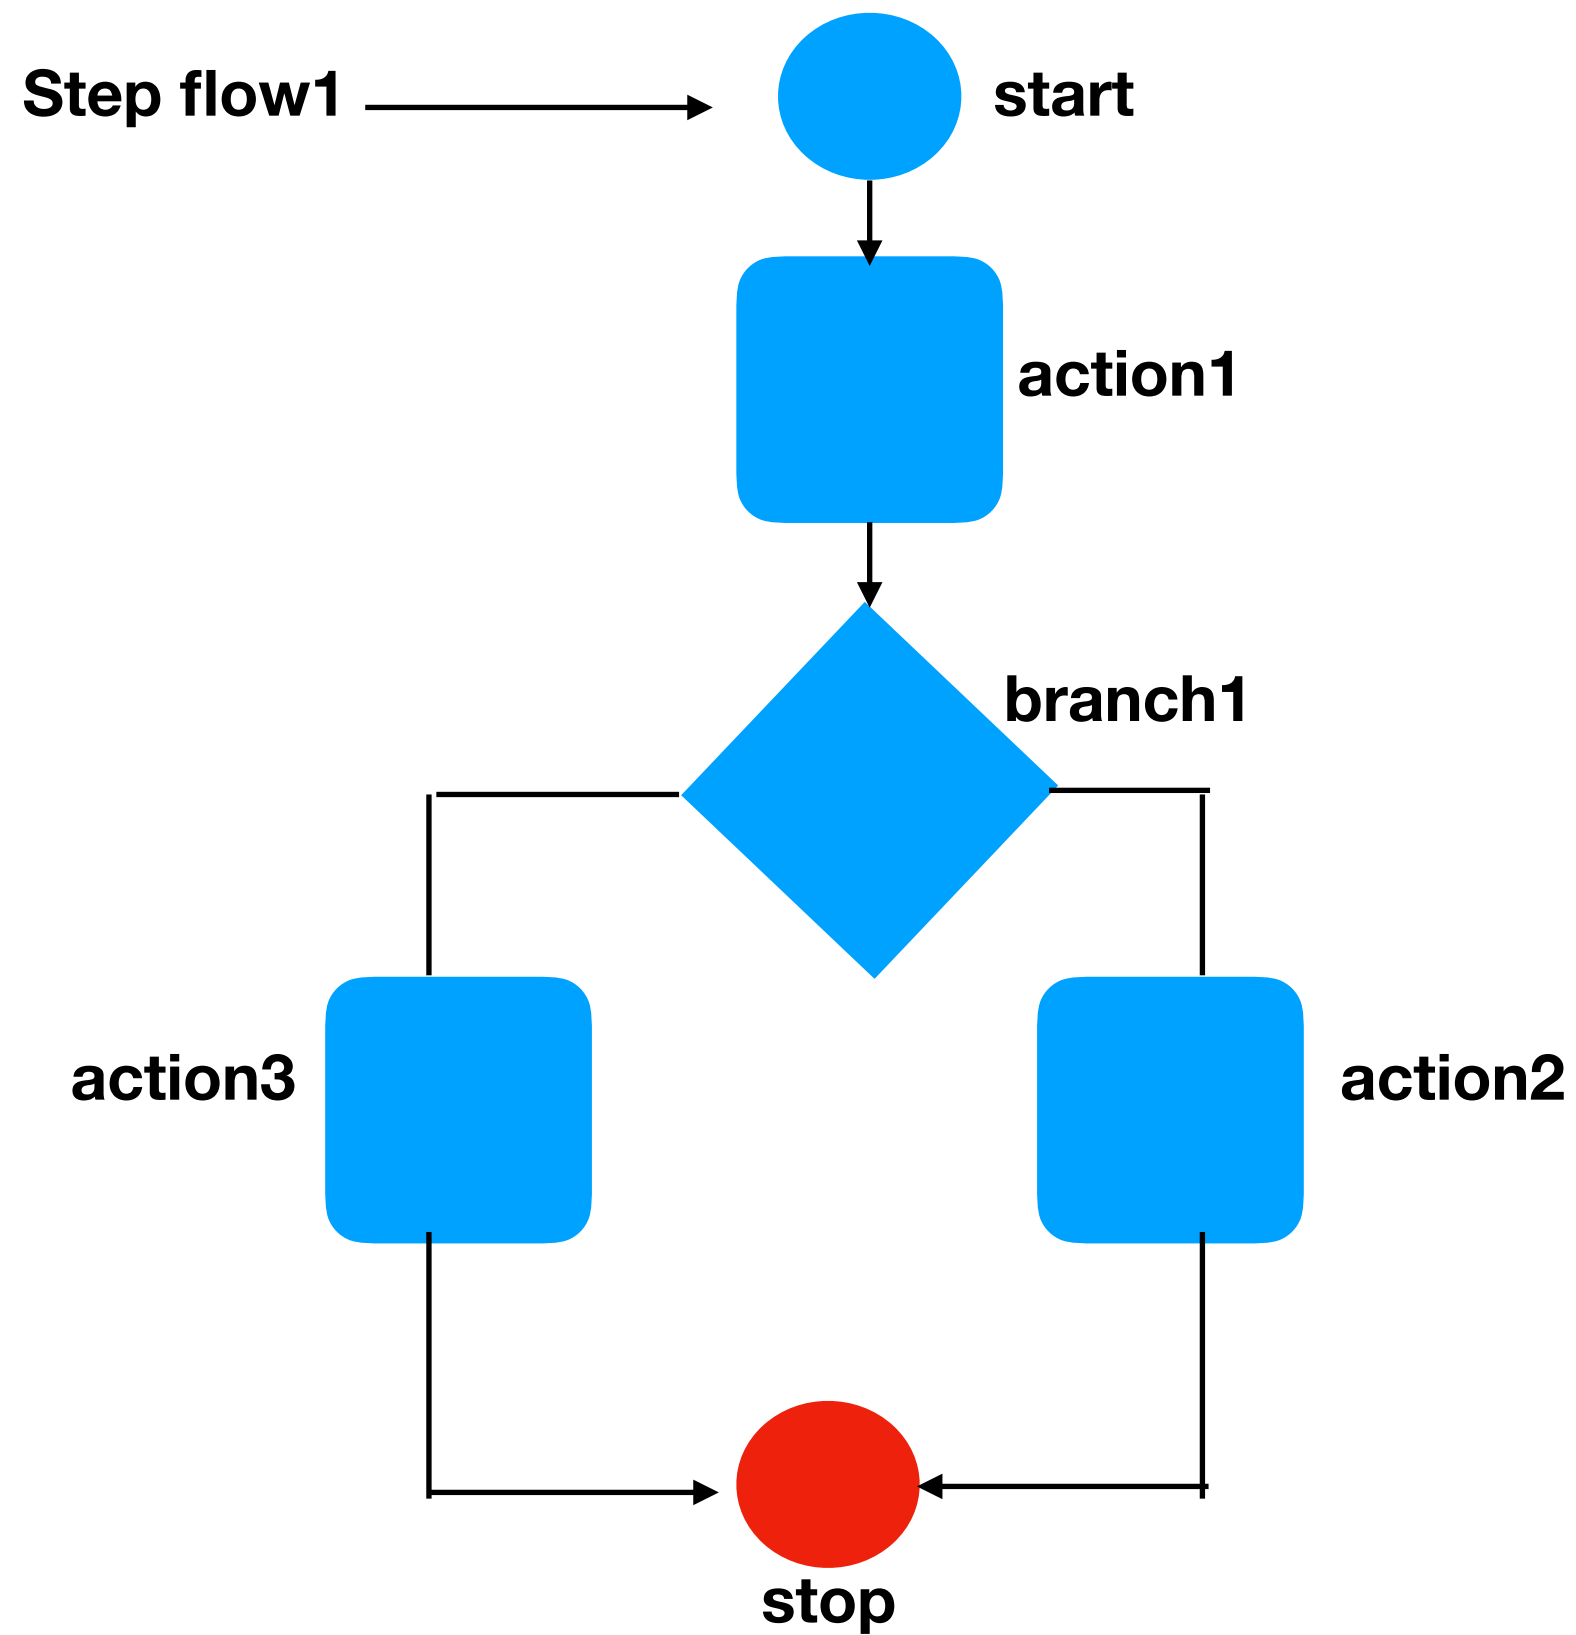 Step flow1
start
action1
branch1
action3
action2
stop